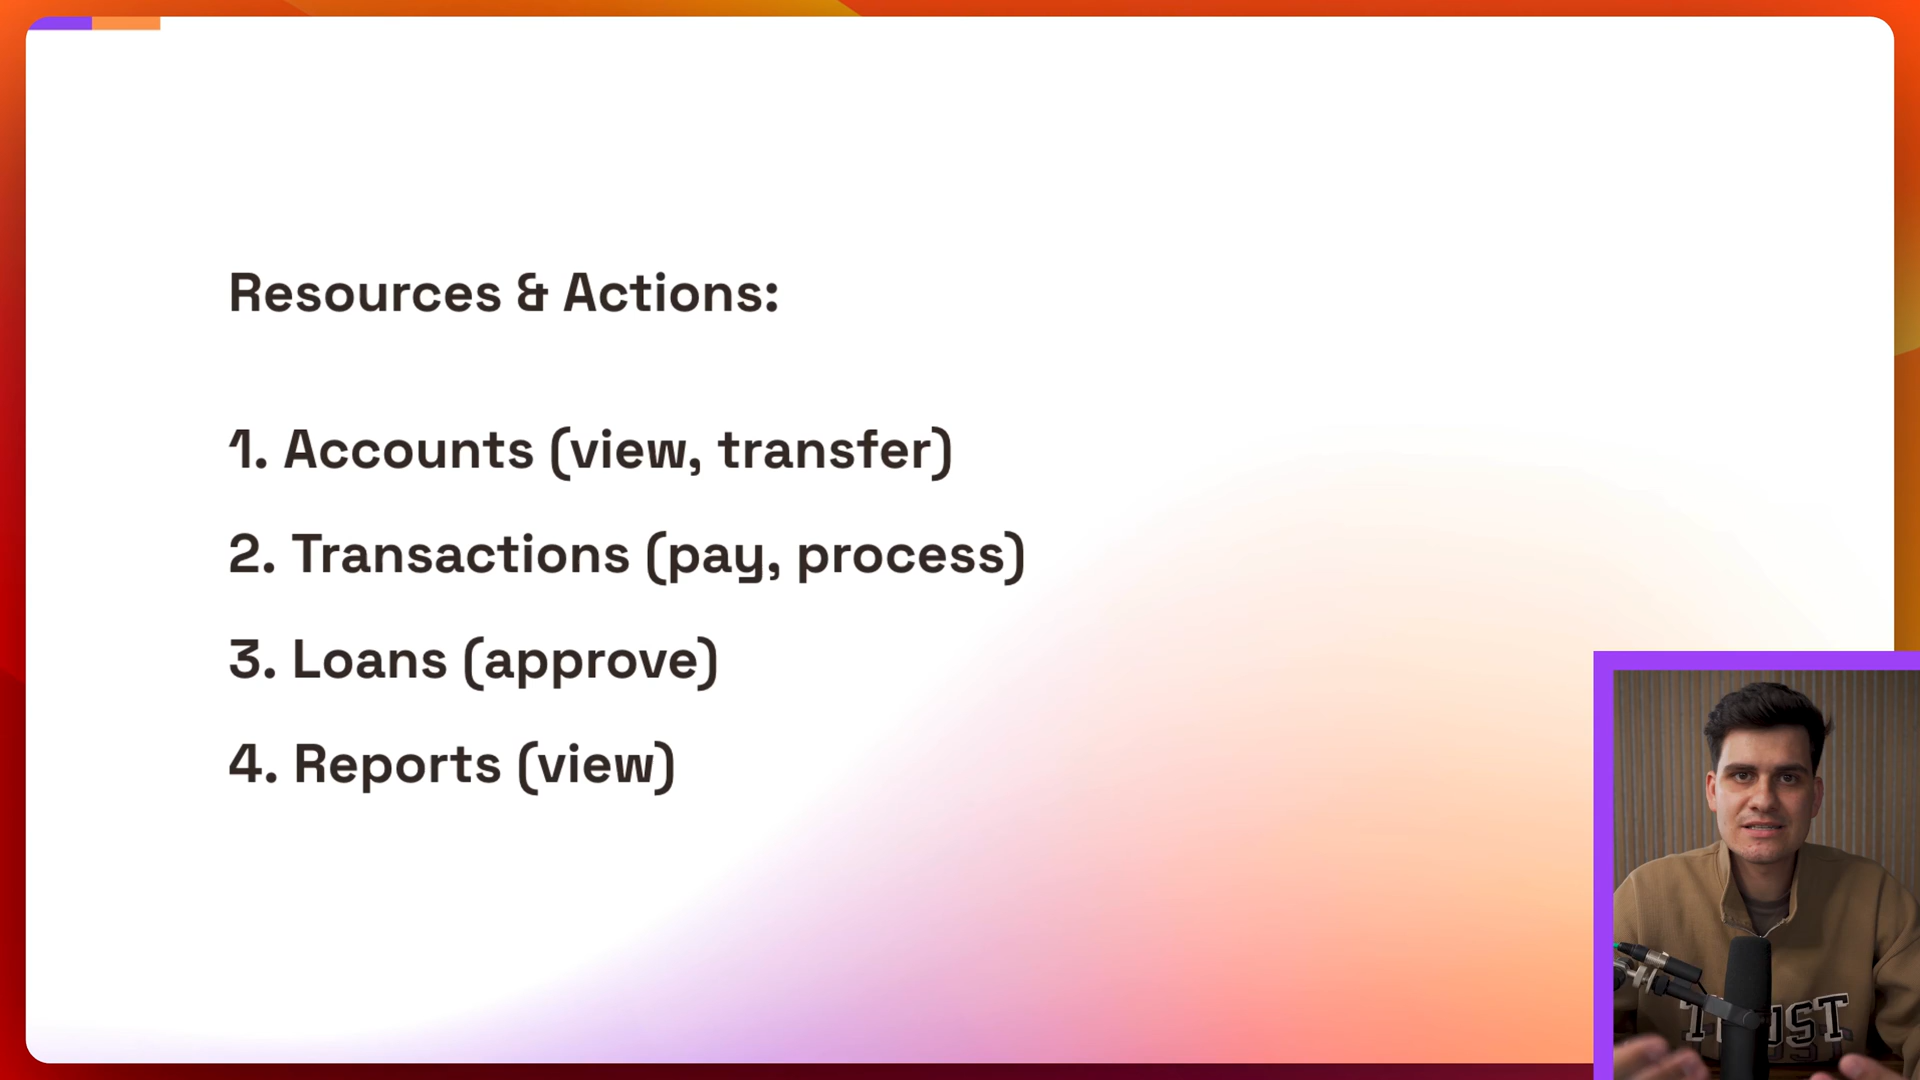 Resources & Actions:
1. Accounts (view, transfer)
2. Transactions (pay, process)
3. Loans (approve)
4. Reports (view)